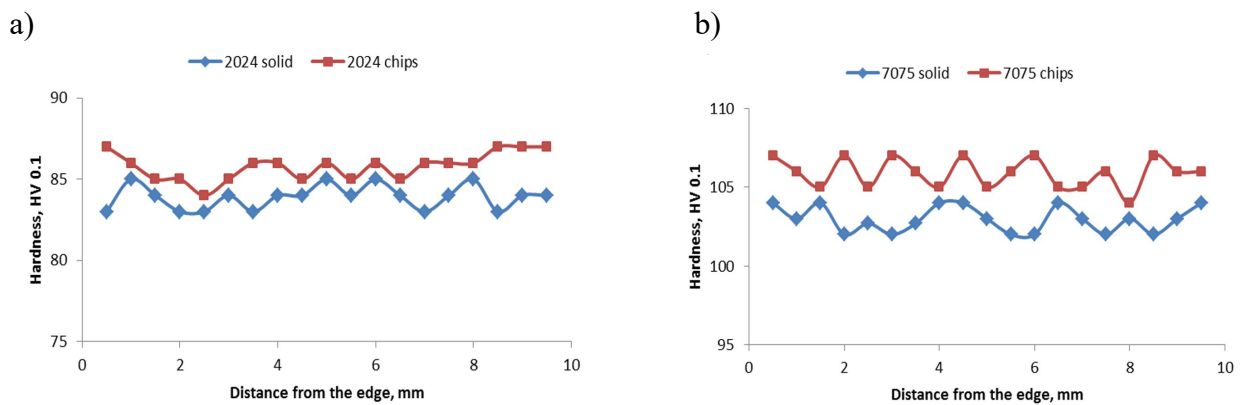 a)
2024 solid 2024 chips
90
85
80
75
Hardness, HV 0.1
0 2 4 6 8 10
Distance from the edge, mm
b)
7075 solid 7075 chips
110
105
100
95
Hardness, HV 0.1
0 2 4 6 8 10
Distance from the edge, mm